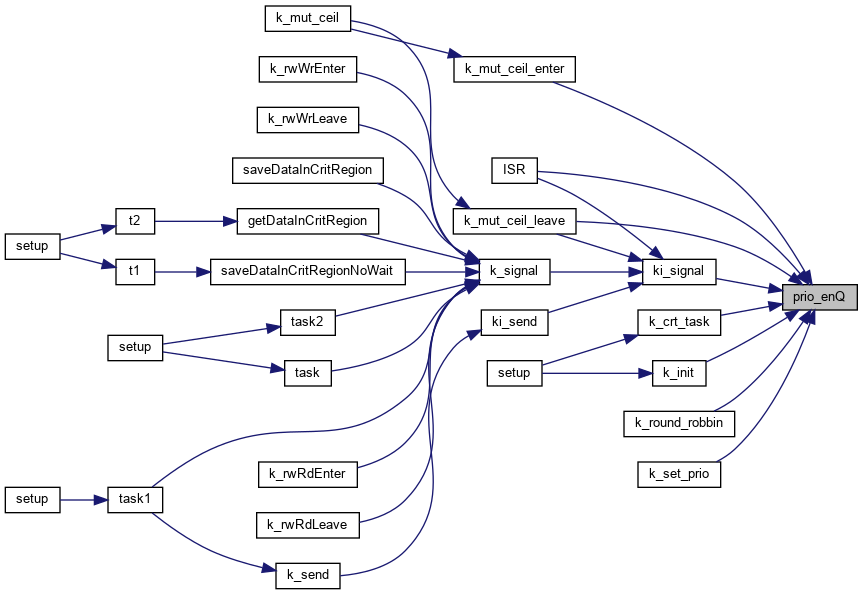 k_mut_ceil
k_rwWrEnter
k_mut_ceil_enter
k_rwWrLeave
saveDataInCritRegion
ISR
t2
getDataInCritRegion
k_mut_ceil_leave
setup
t1
saveDataInCritRegionNoWait
k_signal
ki_signal
prio_enQ
task2
ki_send
k_crt_task
setup
task
setup
k_init
k_round_robbin
k_rwRdEnter
k_set_prio
setup
task1
k_rwRdLeave
k_send